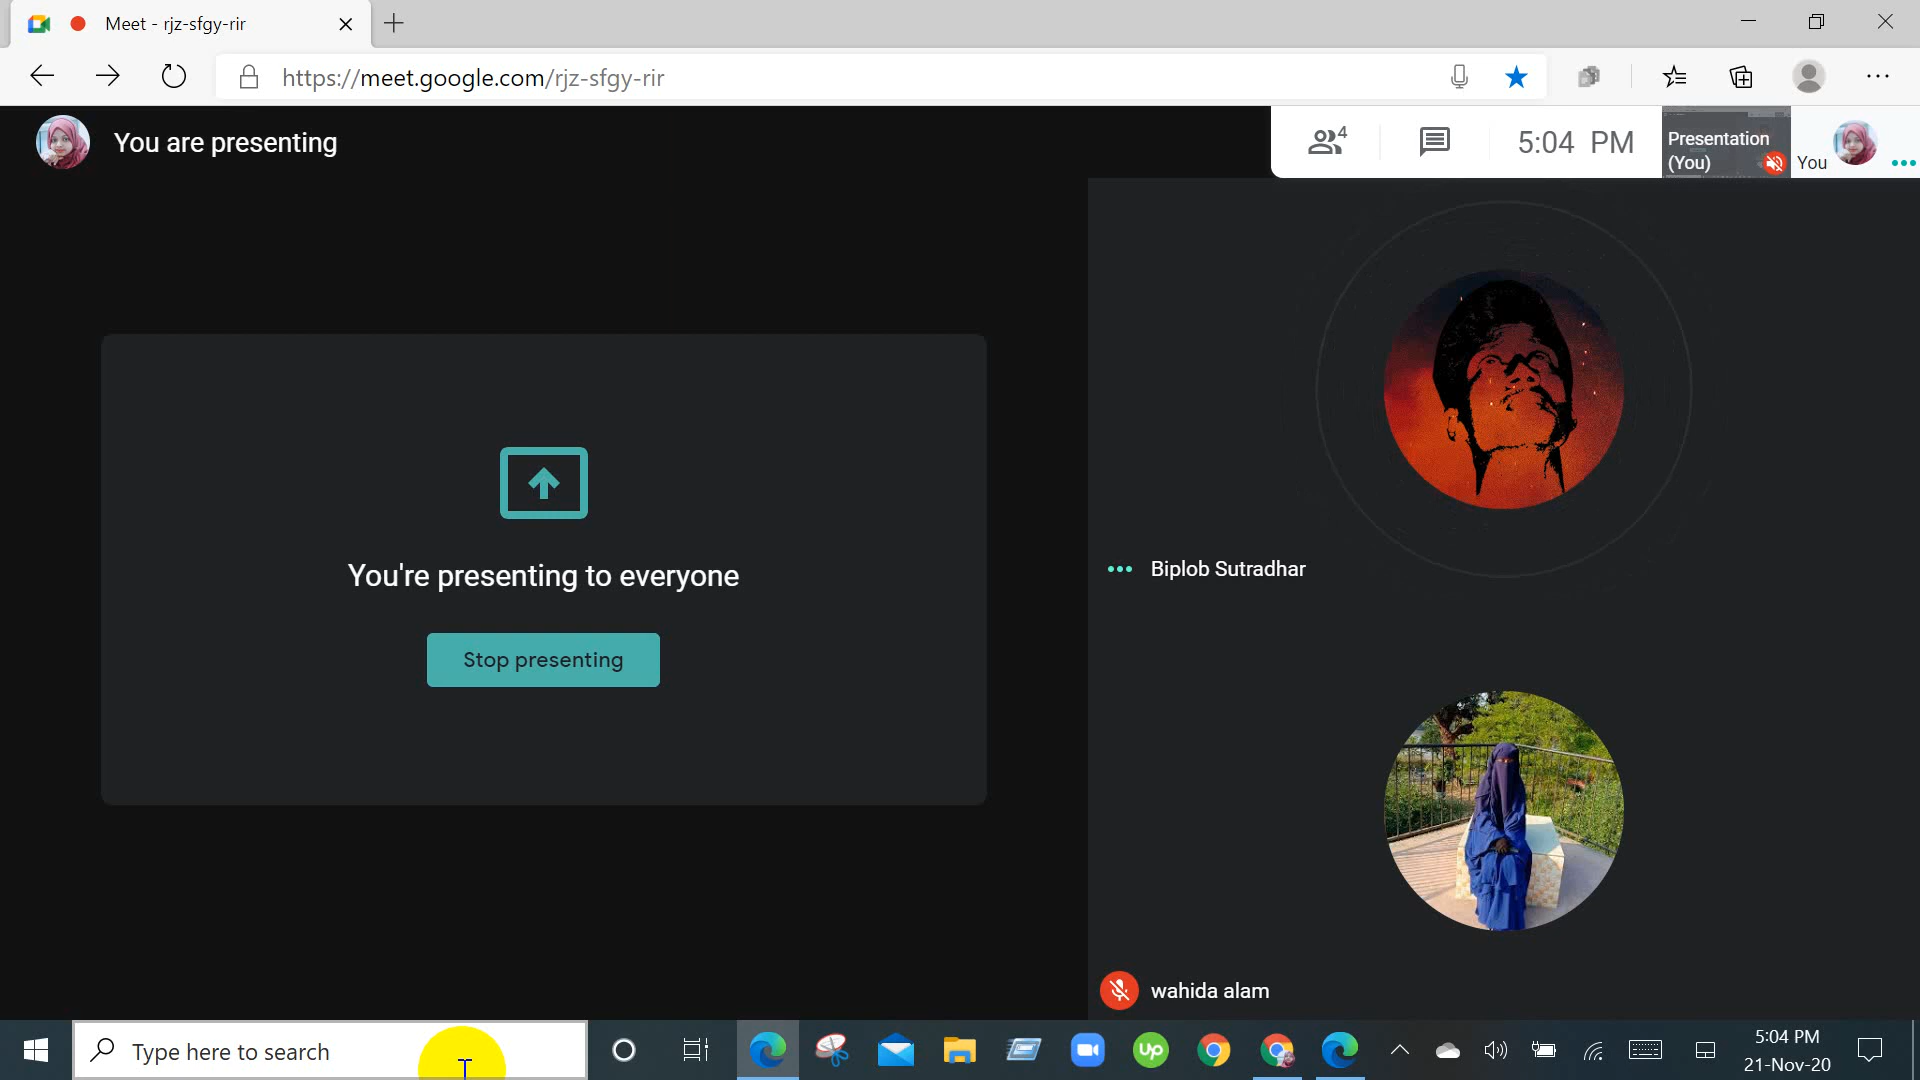 Meet - rjz-sfgy-rir
https://meet.google.com/rjz-sfgy-rir
You are presenting
4
5:04 PM
Presentation
(You)
You
You're presenting to everyone
Stop presenting
Biplob Sutradhar
wahida alam
Type here to search
up
5:04 PM
21-Nov-20